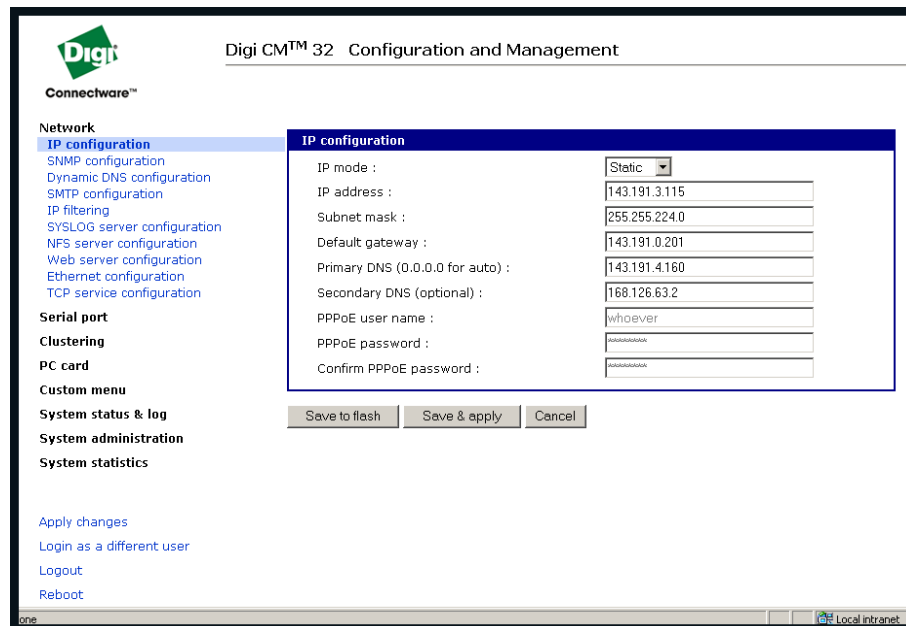 Digi
Connectware™
Digi CM™ 32 Configuration and Management
Network
IP configuration
SNMP configuration
Dynamic DNS configuration
SMTP configuration
IP filtering
SYSLOG server configuration
NFS server configuration
Web server configuration
Ethernet configuration
TCP service configuration
Serial port
Clustering
PC card
Custom menu
System status & log
System administration
System statistics
Apply changes
Login as a different user
Logout
Reboot
IP configuration
IP mode : Static
IP address : 143.191.3.115
Subnet mask : 255.255.224.0
Default gateway : 143.191.0.201
Primary DNS (0.0.0.0 for auto) : 143.191.4.160
Secondary DNS (optional) : 168.126.63.2
PPPoE user name : whoever
PPPoE password : ********
Confirm PPPoE password : ********
Save to flash Save & apply Cancel
one Local intranet